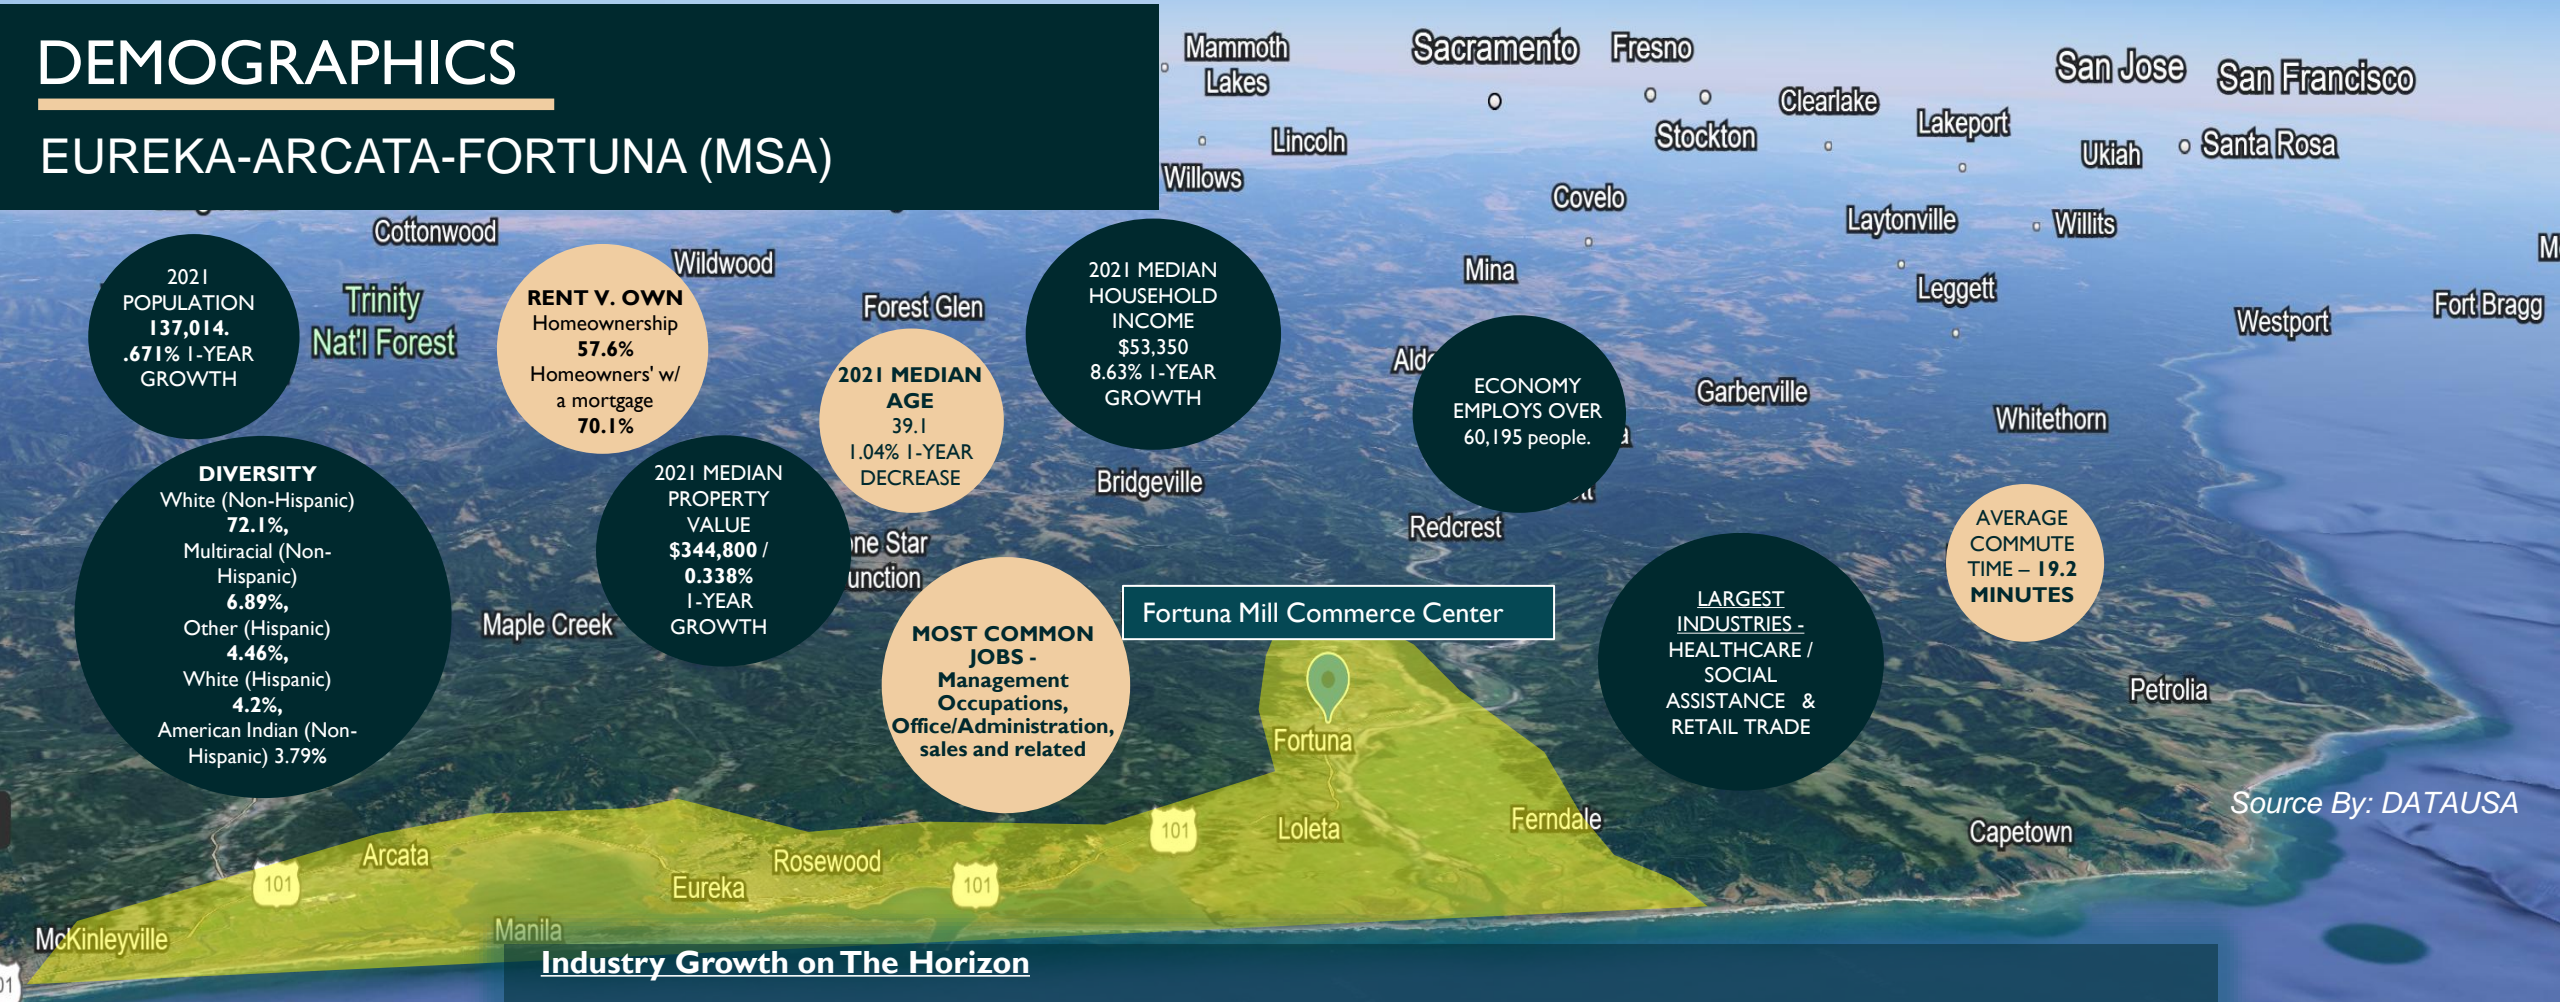 DEMOGRAPHICS
EUREKA-ARCATA-FORTUNA (MSA)
Mammoth
Lakes
Sacramento
Fresno
San Jose
San Francisco
Clearlake
Lakeport
Lincoln
Stockton
Ukiah
Santa Rosa
Willows
Covelo
Laytonville
Willits
Cottonwood
Wildwood
Mina
Leggett
Trinity
Nat'l Forest
Forest Glen
Westport
Fort Bragg
2021
POPULATION
137,014.
.671% 1-YEAR
GROWTH
RENT V. OWN
Homeownership
57.6%
Homeowners' w/
a mortgage
70.1%
2021 MEDIAN
AGE
39.1
1.04% 1-YEAR
DECREASE
2021 MEDIAN
HOUSEHOLD
INCOME
$53,350
8.63% 1-YEAR
GROWTH
ECONOMY
EMPLOYS OVER
60,195 people.
Garberville
Whitethorn
Bridgeville
Redcrest
DIVERSITY
White (Non-Hispanic)
72.1%,
Multiracial (Non-
Hispanic)
6.89%,
Other (Hispanic)
4.46%,
White (Hispanic)
4.2%,
American Indian (Non-
Hispanic) 3.79%
2021 MEDIAN
PROPERTY
VALUE
$344,800 /
0.338%
1-YEAR
GROWTH
Star
Maple Creek
MOST COMMON
JOBS -
Management
Occupations,
Office/Administration,
sales and related
Fortuna Mill Commerce Center
LARGEST
INDUSTRIES -
HEALTHCARE /
SOCIAL
ASSISTANCE &
RETAIL TRADE
AVERAGE
COMMUTE
TIME – 19.2
MINUTES
Petrolia
Fortuna
Source By: DATAUSA
101
Loleta
Ferndale
Capetown
Arcata
Rosewood
101
Eureka
101
Manila
McKinleyville
Industry Growth on The Horizon